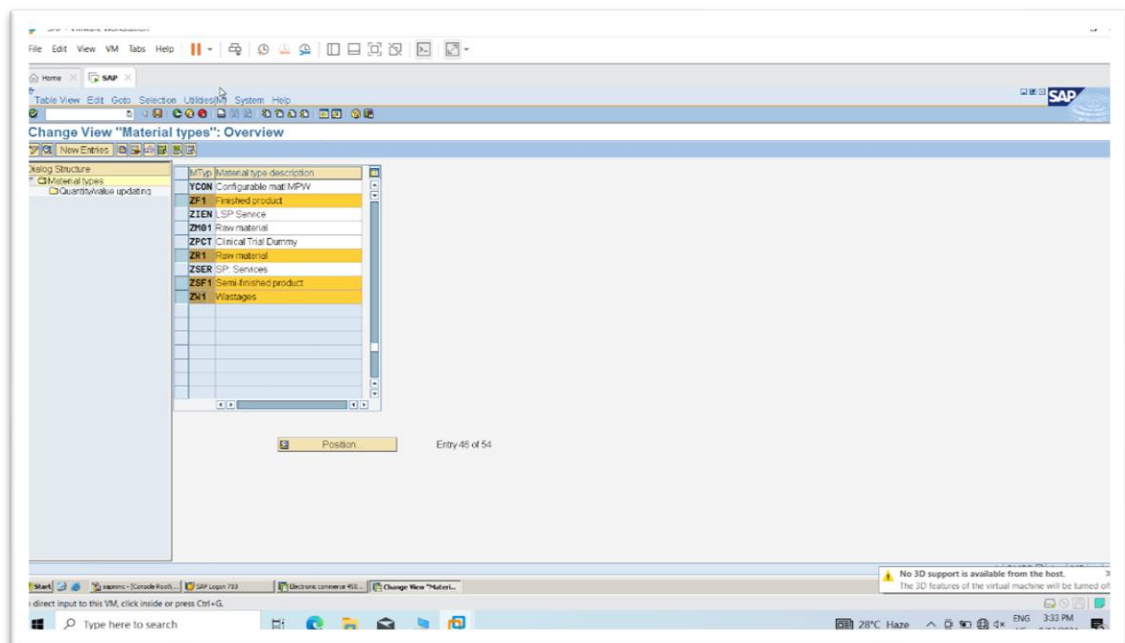 File Edit View VM Tabs Help
Home SAP
Table View Edit Goto Selection Utilities(M) System Help
SAP
Change View "Material types": Overview
New Entries
Dialog Structure
Material types
Quantity/value updating
MTyp Material type description
YCON Configurable matl MPW
ZF1 Finished product
ZIEN LSP Service
ZM01 Raw material
ZPCT Clinical Trial Dummy
ZR1 Raw material
ZSER SP: Services
ZSF1 Semi-finished product
ZW1 Wastages
Position... Entry 46 of 54
No 3D support is available from the host.
The 3D features of the virtual machine will be turned off
Start SAP Logon 710 Electronic commerce Change View "Materi...
direct input to this VM, click inside or press Ctrl+G.
Type here to search
28°C Haze ENG 3:33 PM